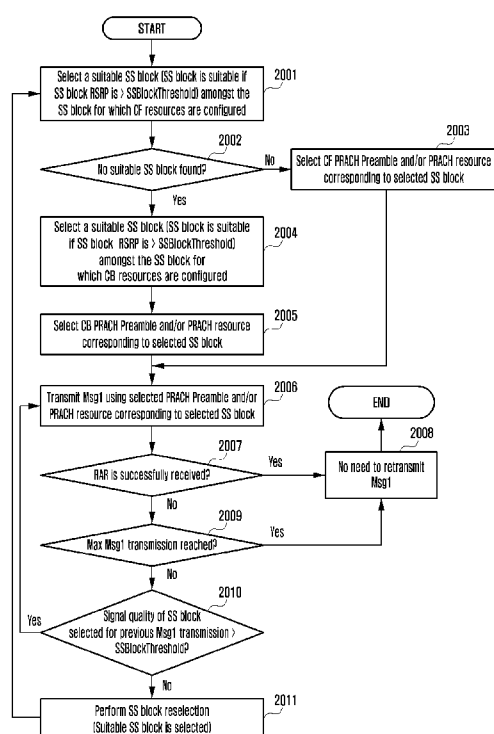 START
2001
Select a suitable SS block (SS block is suitable if
SS block RSRP is > SSBlockThreshold) amongst
the SS block for which CF resources are configured
2002
No suitable SS block found?
No
2003
Select CF PRACH Preamble and/or PRACH resource
corresponding to selected SS block
Yes
2004
Select a suitable SS block (SS block is suitable
if SS block RSRP is > SSBlockThreshold)
amongst the SS block for
which CB resources are configured
2005
Select CB PRACH Preamble and/or PRACH resource
corresponding to selected SS block
2006
Transmit Msg1 using selected PRACH Preamble and/or
PRACH resource corresponding to selected SS block
END
2007
RAR is successfully received?
Yes
2008
No need to retransmit
Msg1
No
2009
Max Msg1 transmission reached?
Yes
No
2010
Signal quality of SS block
selected for previous Msg1 transmission >
SSBlockThreshold?
Yes
No
2011
Perform SS block reselection
(Suitable SS block is selected)